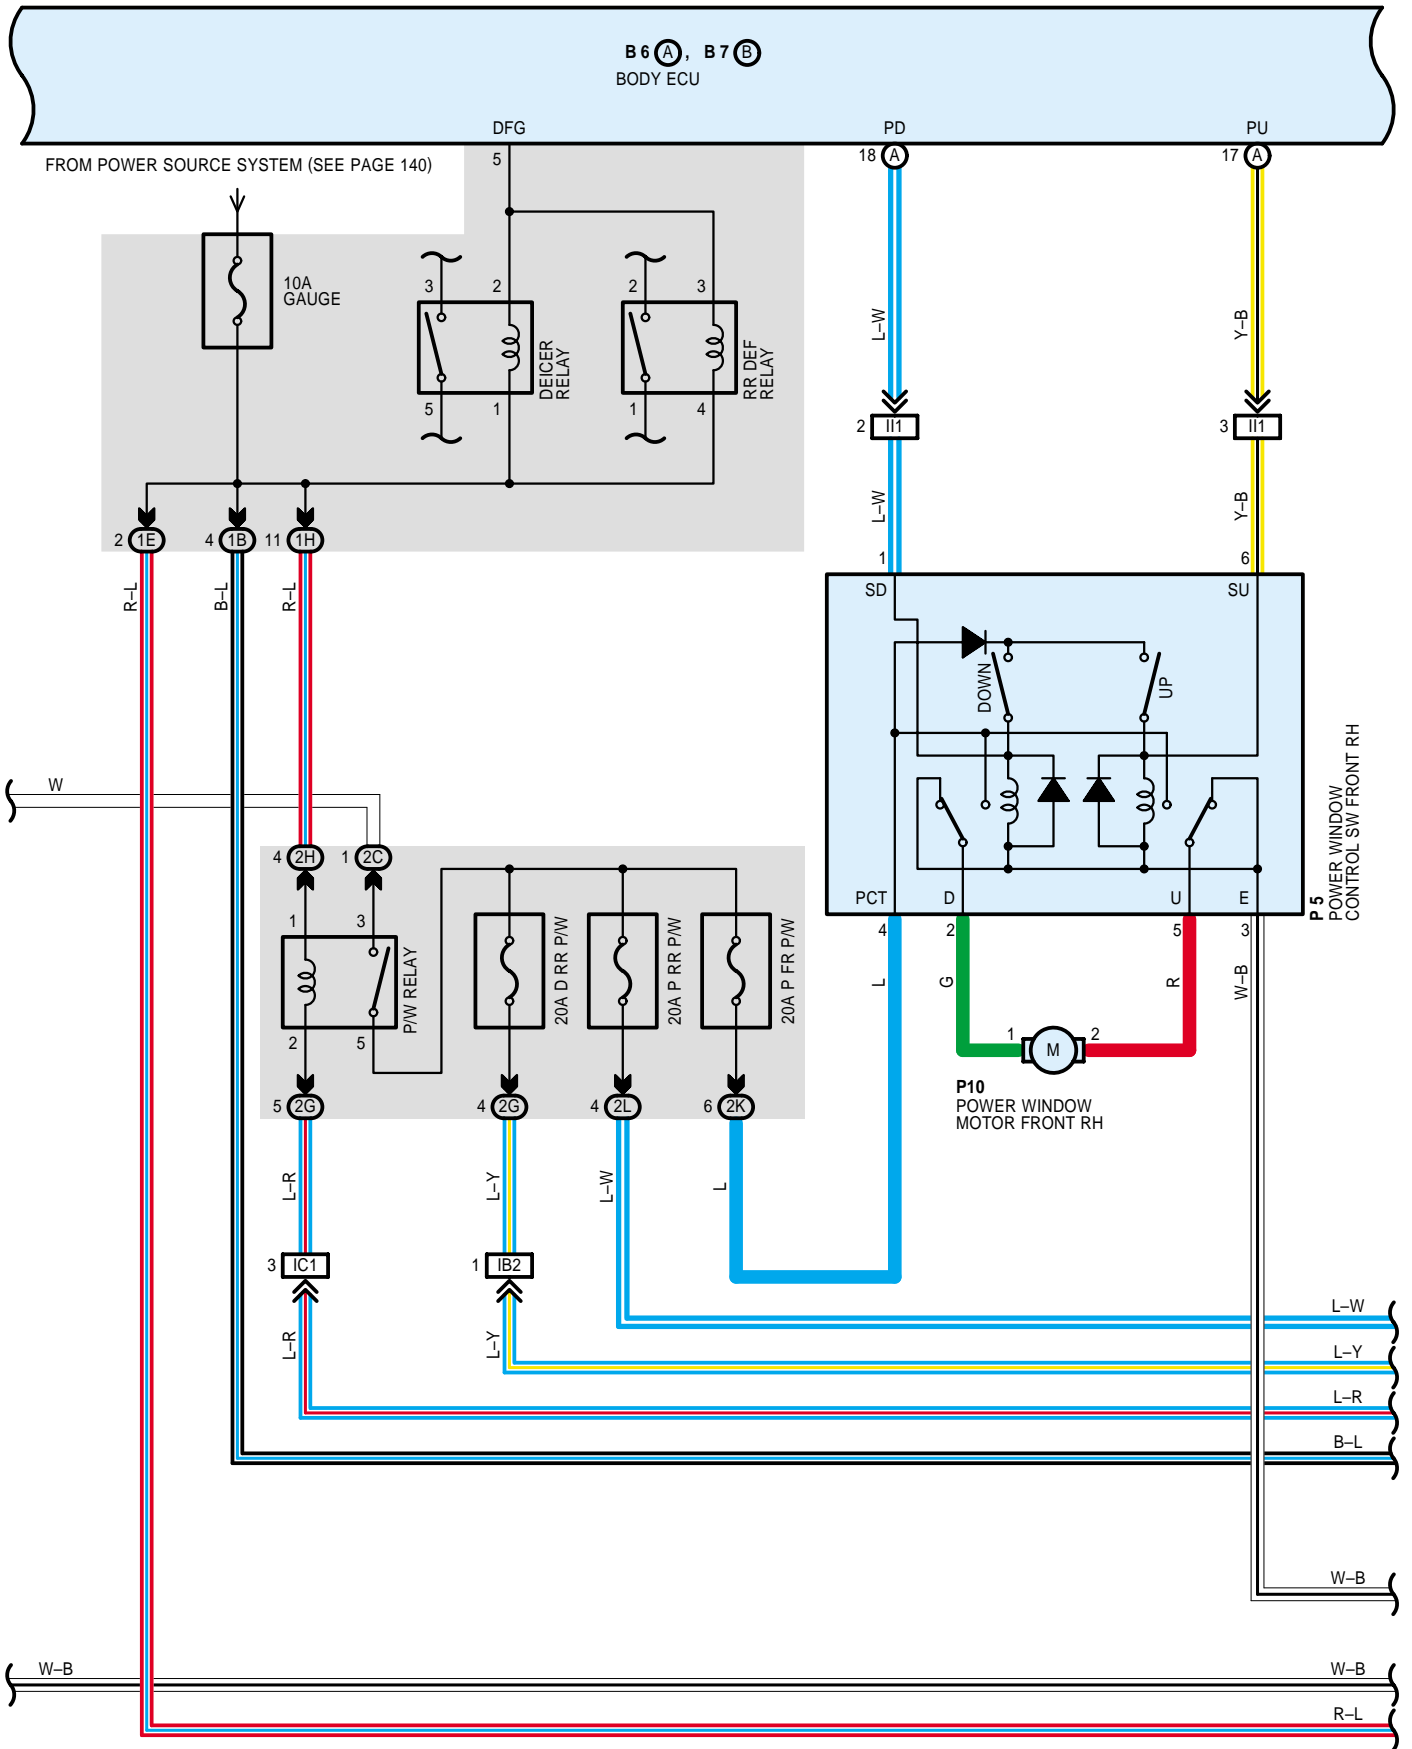 B 6 A , B 7 B
BODY ECU
DFG
PD
PU
5
18 A
17 A
FROM POWER SOURCE SYSTEM (SEE PAGE 140)
10A
GAUGE
3
2
2
3
DEICER
RELAY
RR DEF
RELAY
5
1
1
4
L–W
Y–B
2 II1
3 II1
L–W
Y–B
2 1E
4 1B
11 1H
1
6
R–L
B–L
R–L
SD
SU
DOWN
UP
W
P 5
POWER WINDOW
CONTROL SW FRONT RH
4 2H
1 2C
1
3
PCT
D
U
E
4
2
5
3
P/W RELAY
20A D RR P/W
20A P RR P/W
20A P FR P/W
L
G
R
W–B
2
5
1
M
2
P10
POWER WINDOW
MOTOR FRONT RH
5 2G
4 2G
4 2L
6 2K
L–R
L–Y
L–W
L
3 IC1
1 IB2
L–R
L–Y
L–W
L–Y
L–R
B–L
W–B
W–B
W–B
R–L